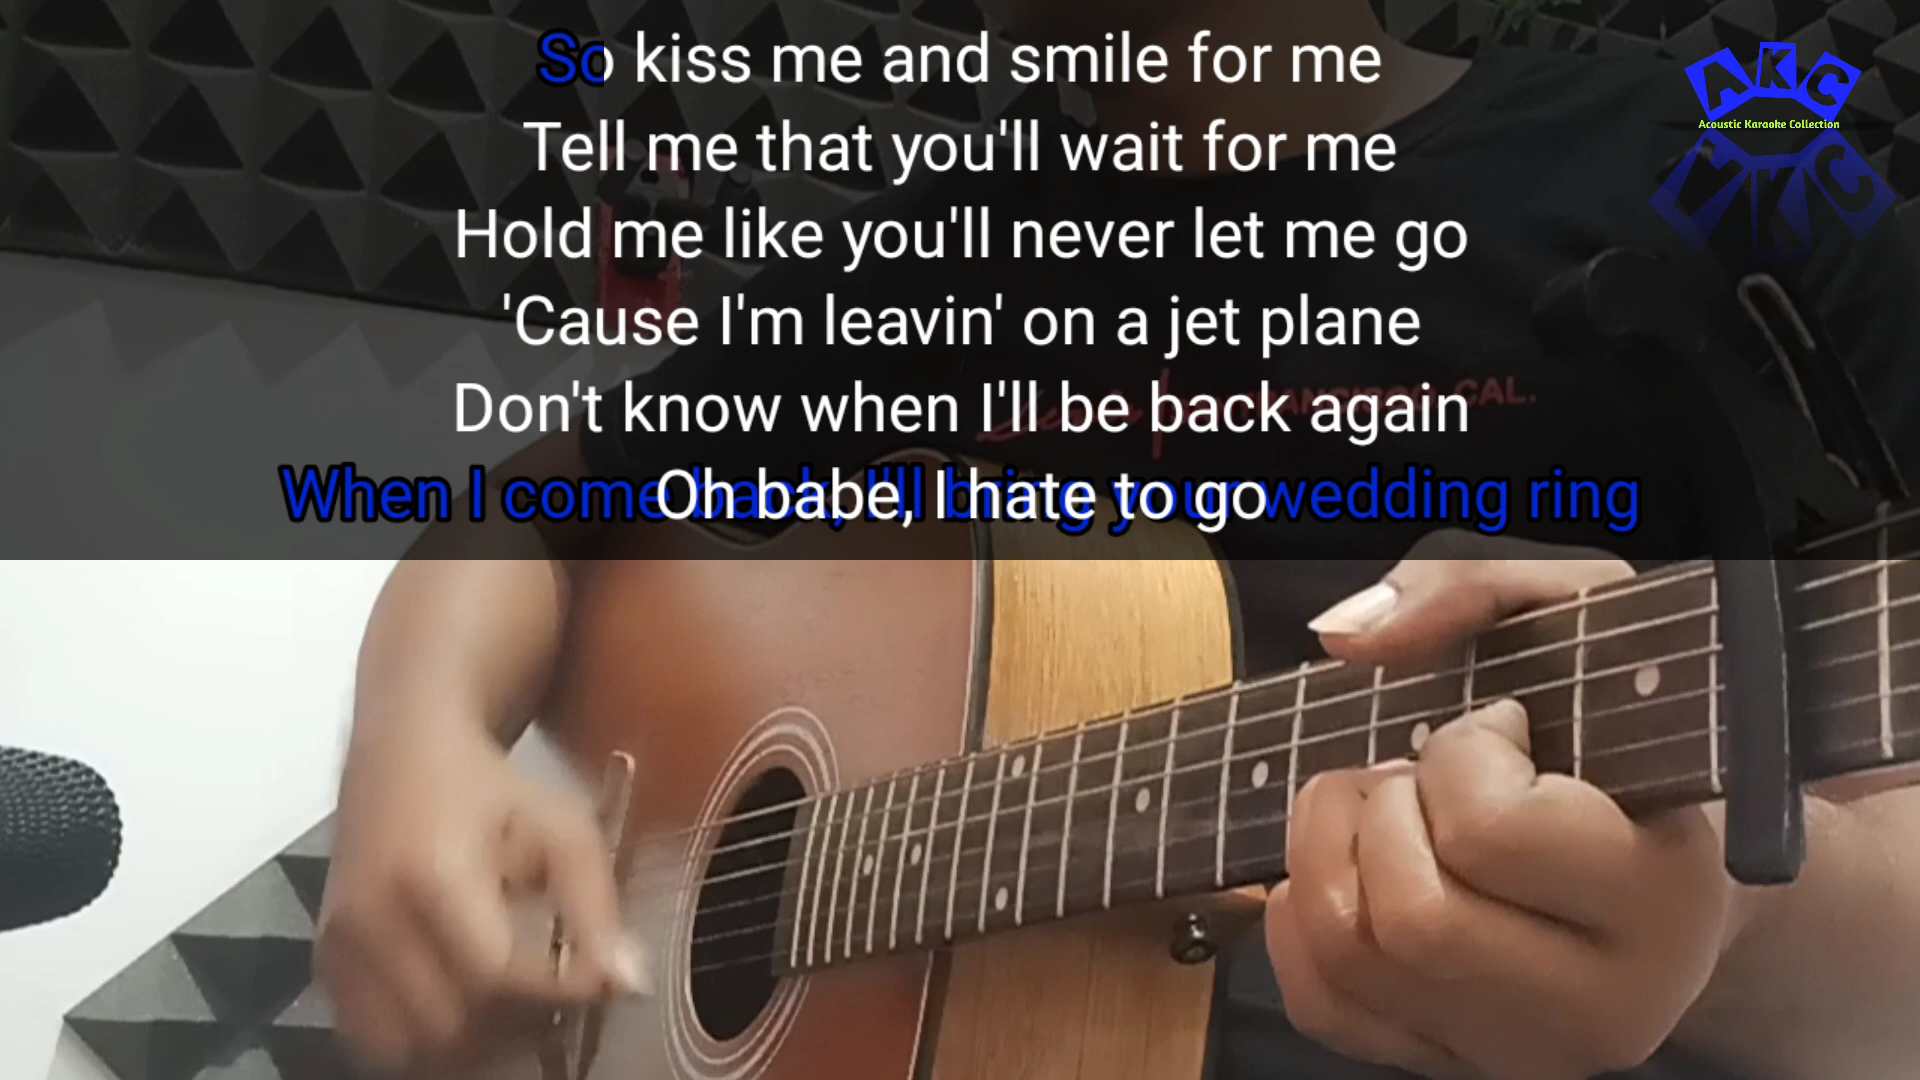 So kiss me and smile for me
Tell me that you'll wait for me
Hold me like you'll never let me go
'Cause I'm leavin' on a jet plane
Don't know when I'll be back again
When I come back, I'll bring your wedding ring
Oh babe, I hate to go
AKC
Acoustic Karaoke Collection
AKC
CAL.